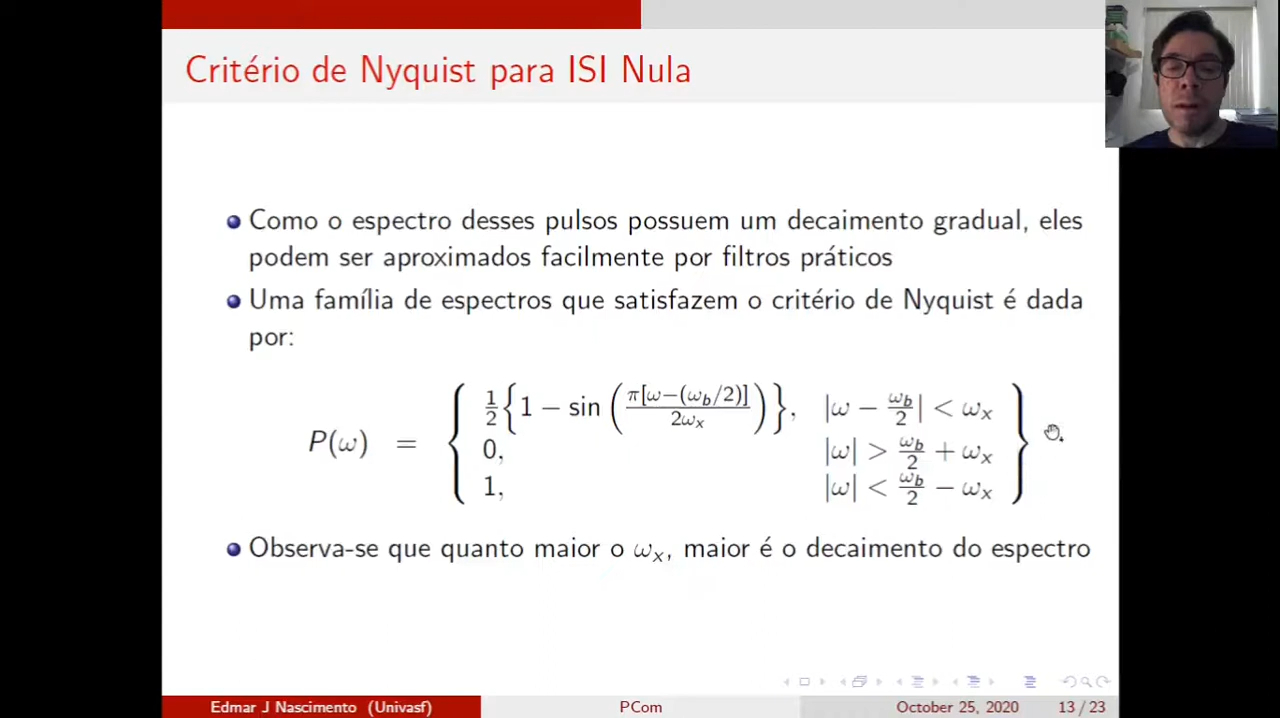 Critério de Nyquist para ISI Nula
Como o espectro desses pulsos possuem um decaimento gradual, eles
podem ser aproximados facilmente por filtros práticos
Uma família de espectros que satisfazem o critério de Nyquist é dada
por:
P(ω) = { ½{1 − sin(π[ω−(ω_b/2)] / 2ω_x)}, |ω − ω_b/2| < ω_x
0, |ω| > ω_b/2 + ω_x
1, |ω| < ω_b/2 − ω_x }
Observa-se que quanto maior o ω_x, maior é o decaimento do espectro
Edmar J Nascimento (Univasf) PCom October 25, 2020 13 / 23